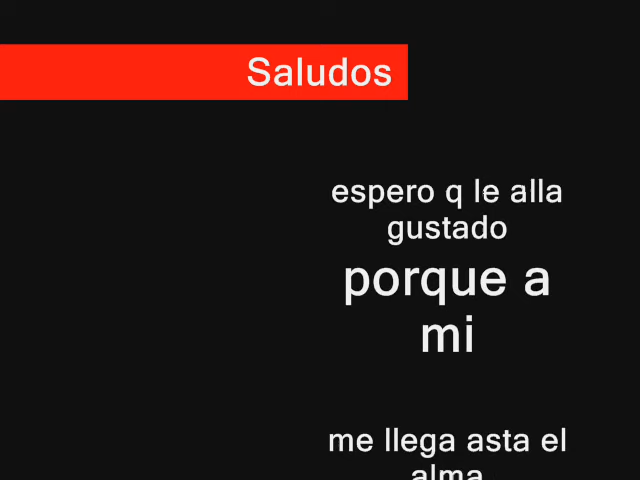 Saludos
espero q le alla
gustado
porque a
mi
me llega asta el
alma